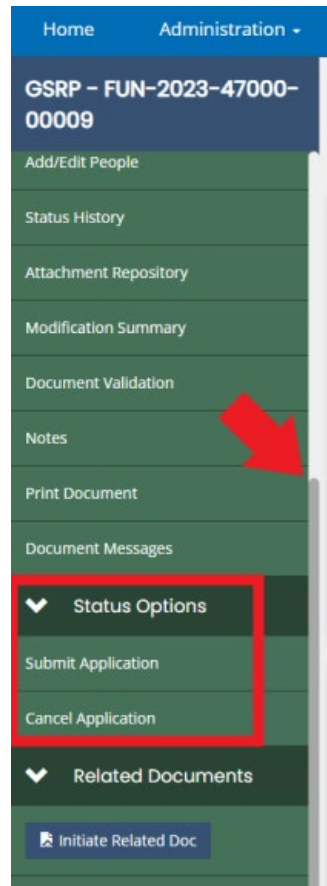 Home Administration
GSRP - FUN-2023-47000-
00009
Add/Edit People
Status History
Attachment Repository
Modification Summary
Document Validation
Notes
Print Document
Document Messages
Status Options
Submit Application
Cancel Application
Related Documents
Initiate Related Doc